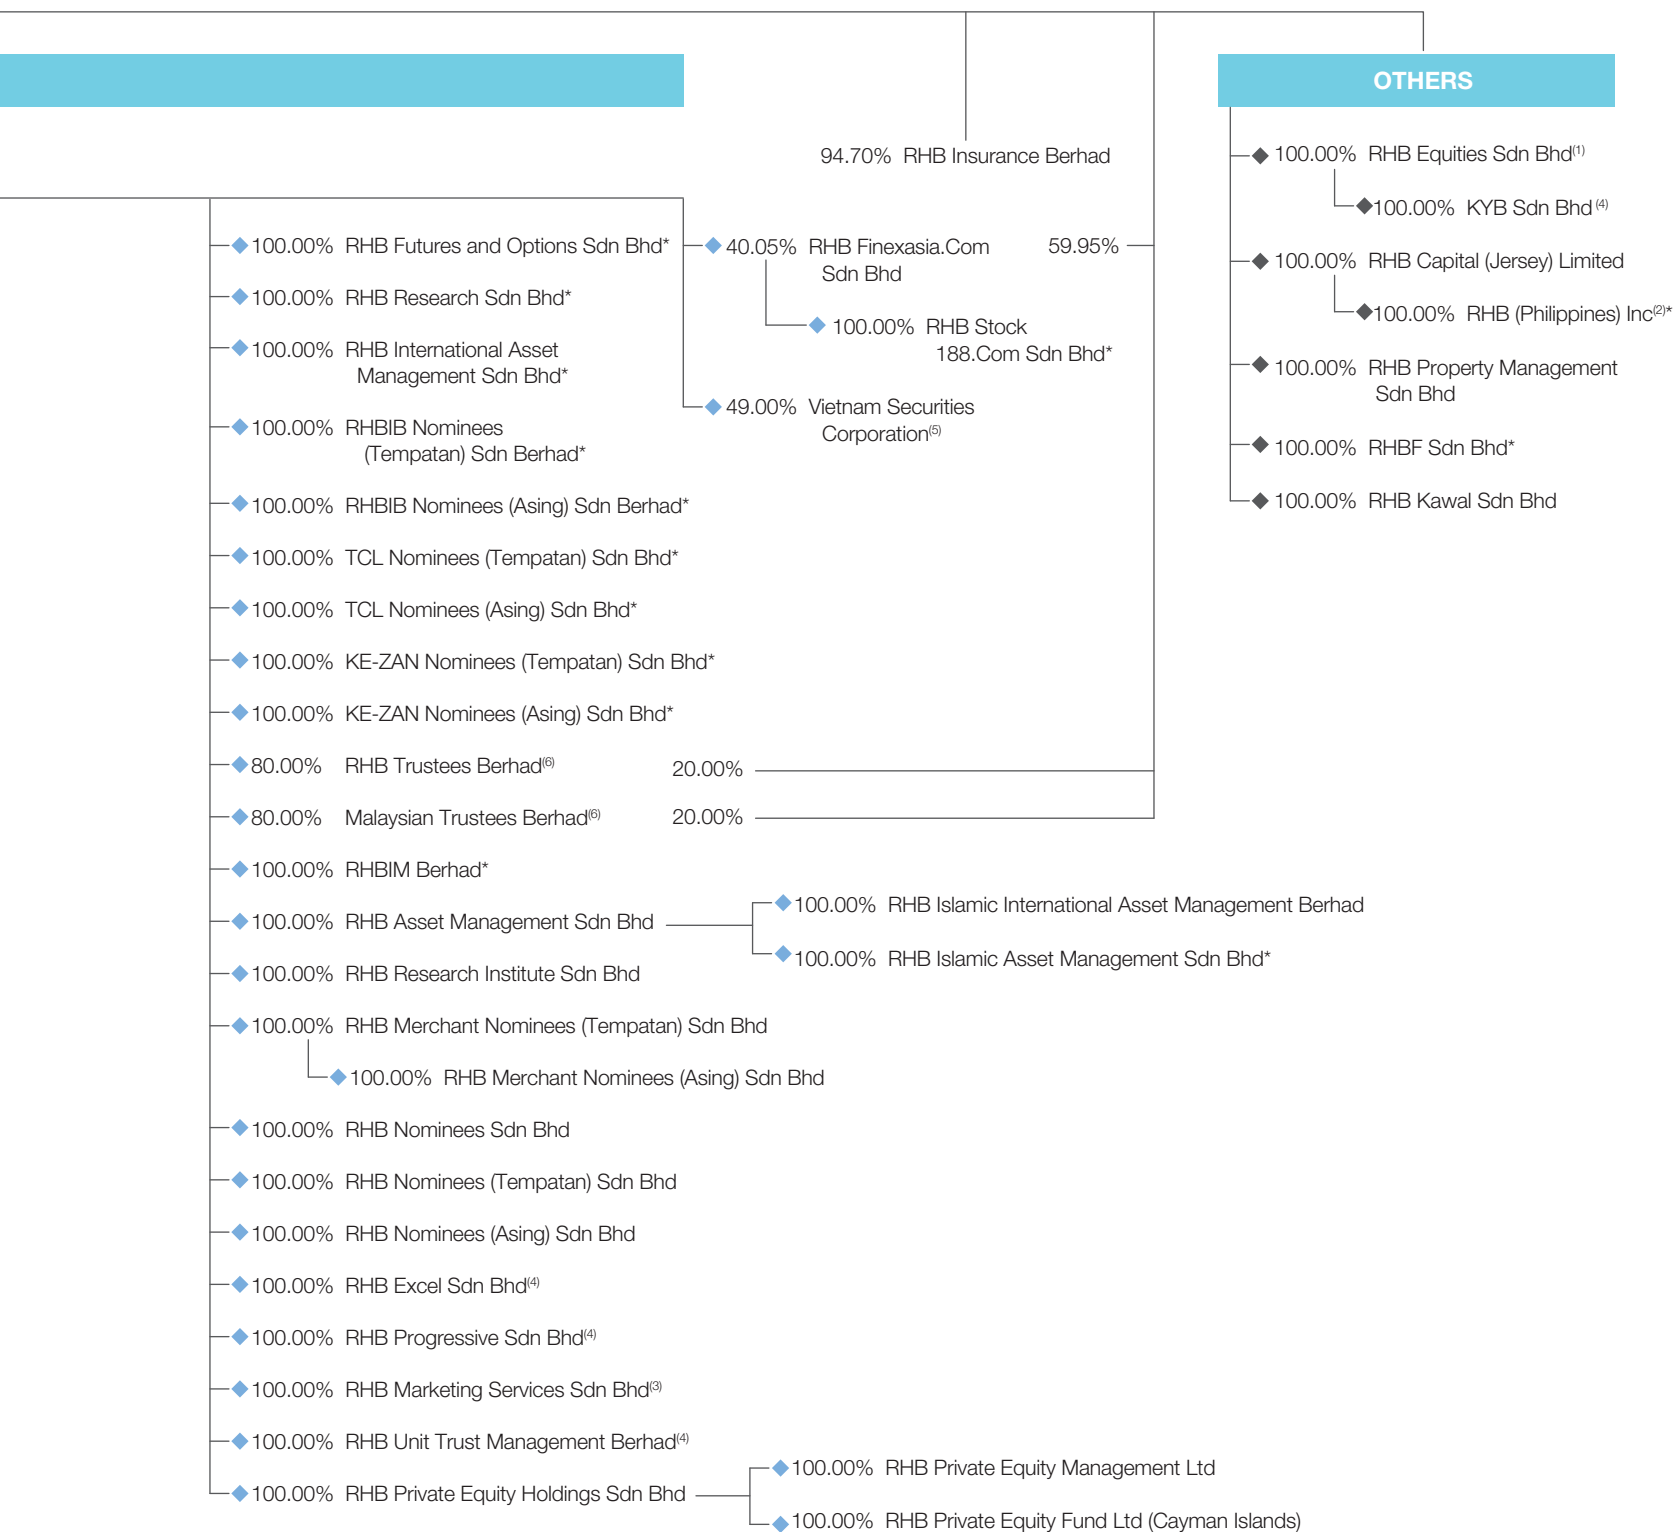 OTHERS
94.70% RHB Insurance Berhad
100.00% RHB Futures and Options Sdn Bhd*
100.00% RHB Research Sdn Bhd*
100.00% RHB International Asset
Management Sdn Bhd*
100.00% RHBIB Nominees
(Tempatan) Sdn Berhad*
100.00% RHBIB Nominees (Asing) Sdn Berhad*
100.00% TCL Nominees (Tempatan) Sdn Bhd*
100.00% TCL Nominees (Asing) Sdn Bhd*
100.00% KE-ZAN Nominees (Tempatan) Sdn Bhd*
100.00% KE-ZAN Nominees (Asing) Sdn Bhd*
80.00% RHB Trustees Berhad(6) 20.00%
80.00% Malaysian Trustees Berhad(6) 20.00%
100.00% RHBIM Berhad*
100.00% RHB Asset Management Sdn Bhd
100.00% RHB Islamic International Asset Management Berhad
100.00% RHB Islamic Asset Management Sdn Bhd*
100.00% RHB Research Institute Sdn Bhd
100.00% RHB Merchant Nominees (Tempatan) Sdn Bhd
100.00% RHB Merchant Nominees (Asing) Sdn Bhd
100.00% RHB Nominees Sdn Bhd
100.00% RHB Nominees (Tempatan) Sdn Bhd
100.00% RHB Nominees (Asing) Sdn Bhd
100.00% RHB Excel Sdn Bhd(4)
100.00% RHB Progressive Sdn Bhd(4)
100.00% RHB Marketing Services Sdn Bhd(3)
100.00% RHB Unit Trust Management Berhad(4)
100.00% RHB Private Equity Holdings Sdn Bhd
100.00% RHB Private Equity Management Ltd
100.00% RHB Private Equity Fund Ltd (Cayman Islands)
40.05% RHB Finexasia.Com 59.95%
Sdn Bhd
100.00% RHB Stock
188.Com Sdn Bhd*
49.00% Vietnam Securities
Corporation(5)
100.00% RHB Equities Sdn Bhd(1)
100.00% KYB Sdn Bhd (4)
100.00% RHB Capital (Jersey) Limited
100.00% RHB (Philippines) Inc(2)*
100.00% RHB Property Management
Sdn Bhd
100.00% RHBF Sdn Bhd*
100.00% RHB Kawal Sdn Bhd